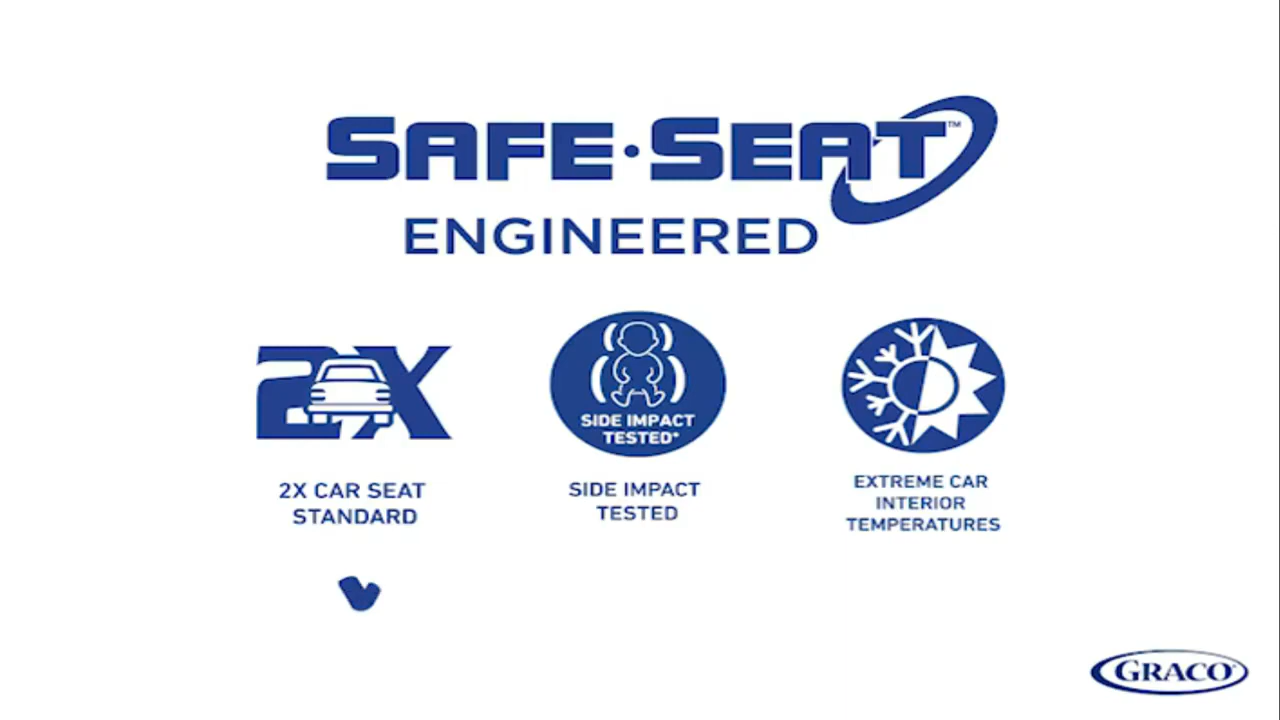 SAFE·SEAT™
ENGINEERED
2X
SIDE IMPACT
TESTED*
2X CAR SEAT
STANDARD
SIDE IMPACT
TESTED
EXTREME CAR
INTERIOR
TEMPERATURES
GRACO®